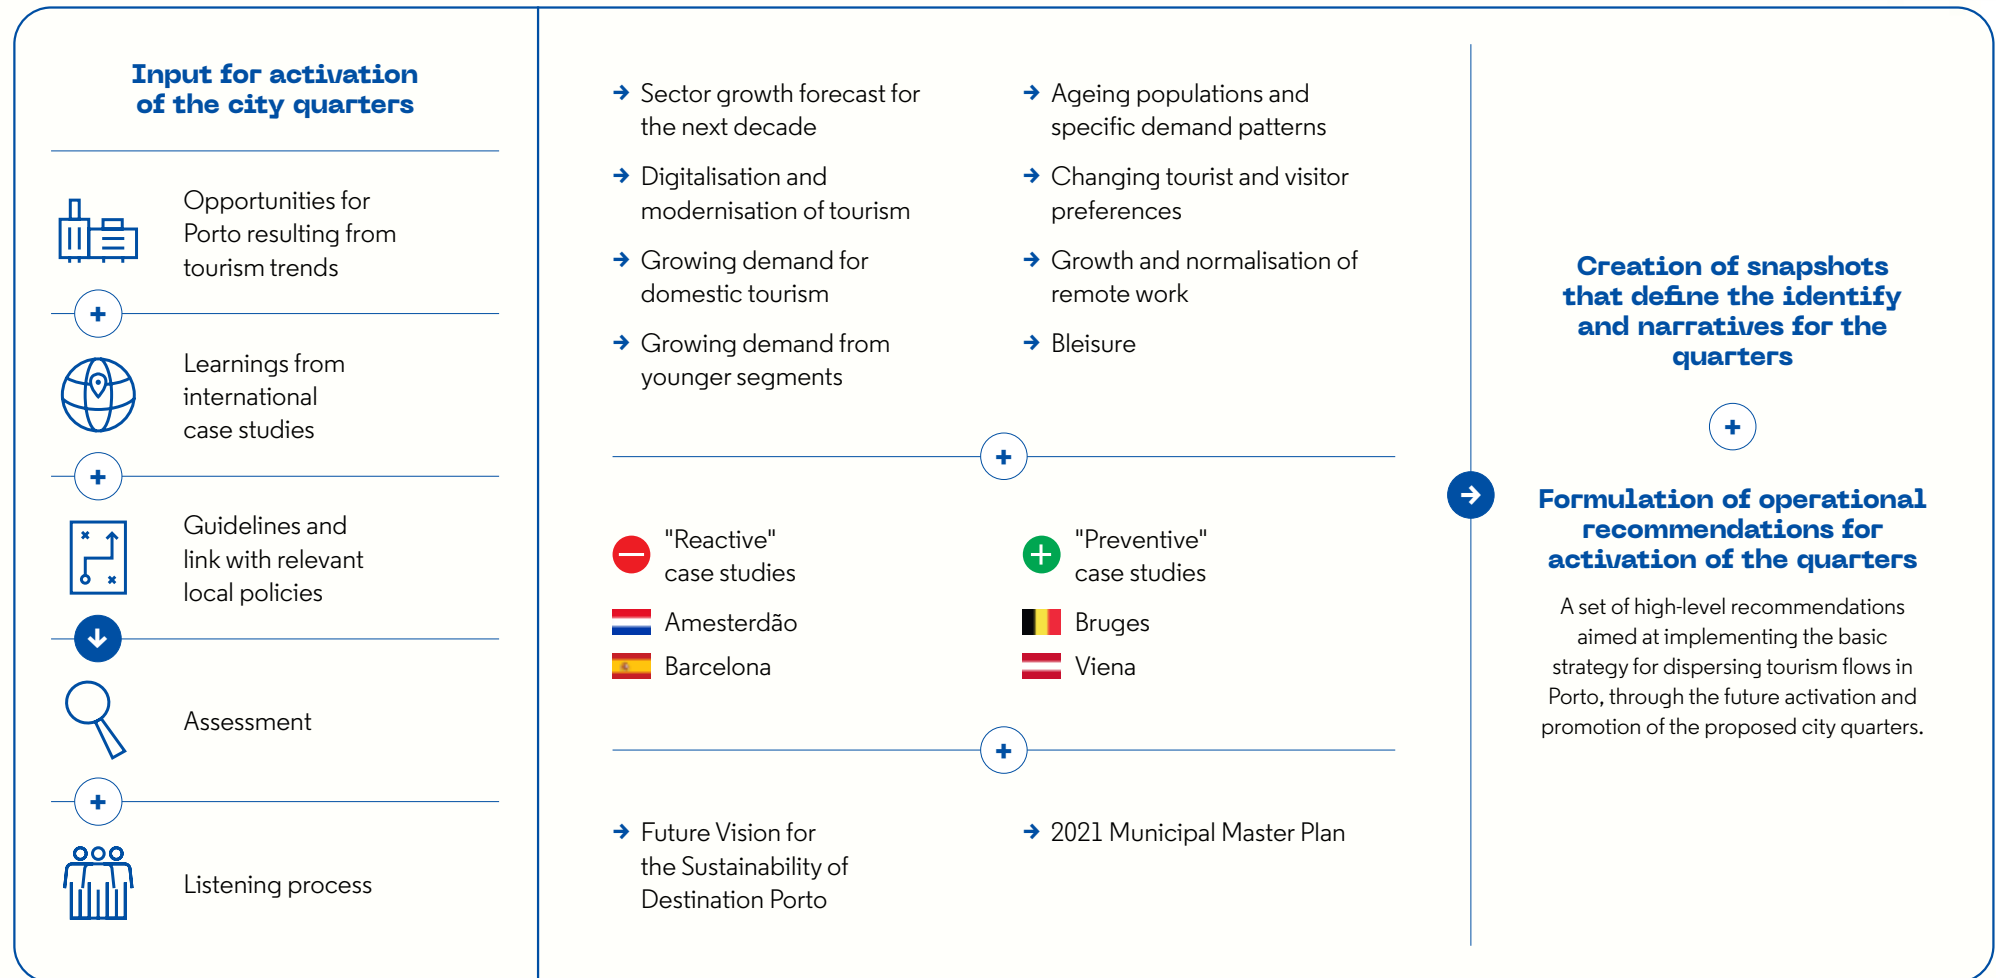 Input for activation
of the city quarters
Opportunities for
Porto resulting from
tourism trends
Learnings from
international
case studies
Guidelines and
link with relevant
local policies
Assessment
Listening process
Sector growth forecast for
the next decade
Digitalisation and
modernisation of tourism
Growing demand for
domestic tourism
Growing demand from
younger segments
Ageing populations and
specific demand patterns
Changing tourist and visitor
preferences
Growth and normalisation of
remote work
Bleisure
"Reactive"
case studies
Amesterdão
Barcelona
"Preventive"
case studies
Bruges
Viena
Future Vision for
the Sustainability of
Destination Porto
2021 Municipal Master Plan
Creation of snapshots
that define the identify
and narratives for the
quarters
Formulation of operational
recommendations for
activation of the quarters
A set of high-level recommendations
aimed at implementing the basic
strategy for dispersing tourism flows in
Porto, through the future activation and
promotion of the proposed city quarters.